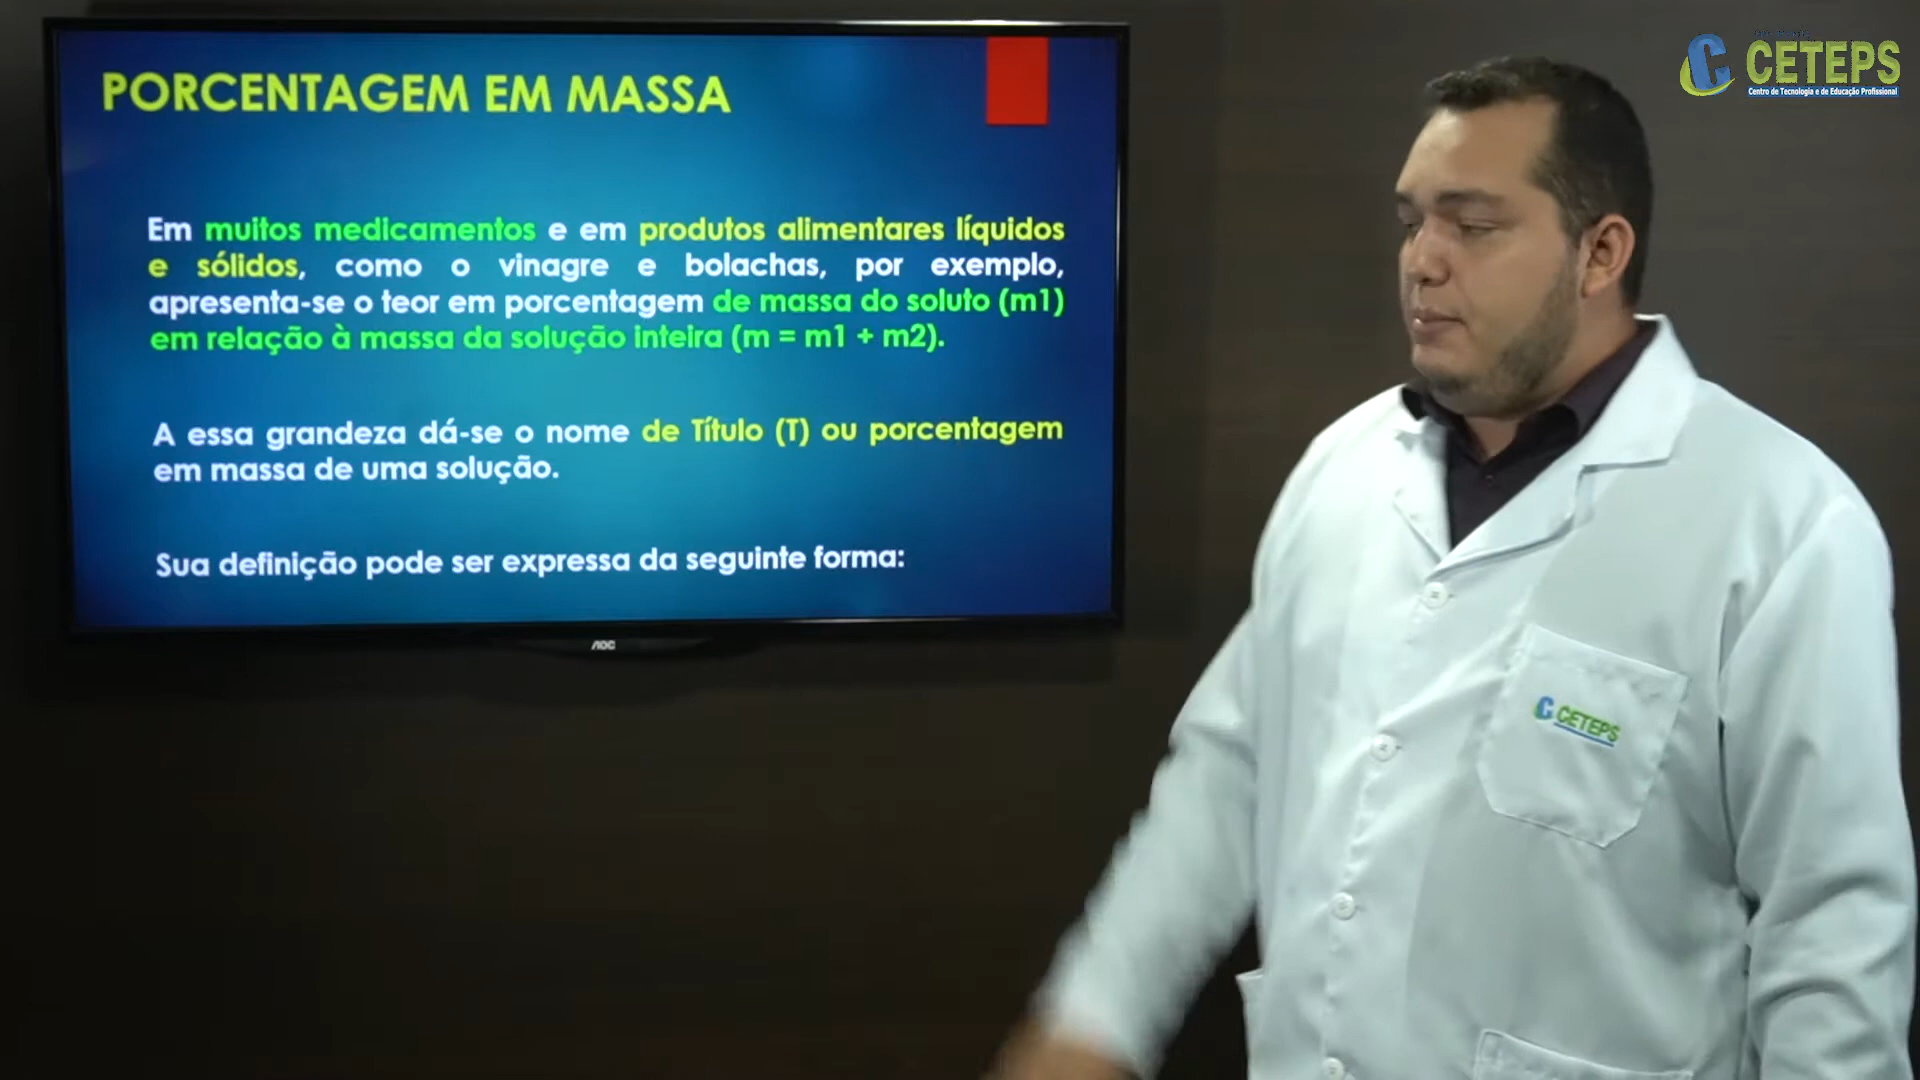 PORCENTAGEM EM MASSA
Em muitos medicamentos e em produtos alimentares líquidos
e sólidos, como o vinagre e bolachas, por exemplo,
apresenta-se o teor em porcentagem de massa do soluto (m1)
em relação à massa da solução inteira (m = m1 + m2).
A essa grandeza dá-se o nome de Título (T) ou porcentagem
em massa de uma solução.
Sua definição pode ser expressa da seguinte forma:
AOC
CETEPS
Centro de Tecnologia e de Educação Profissional
CETEPS